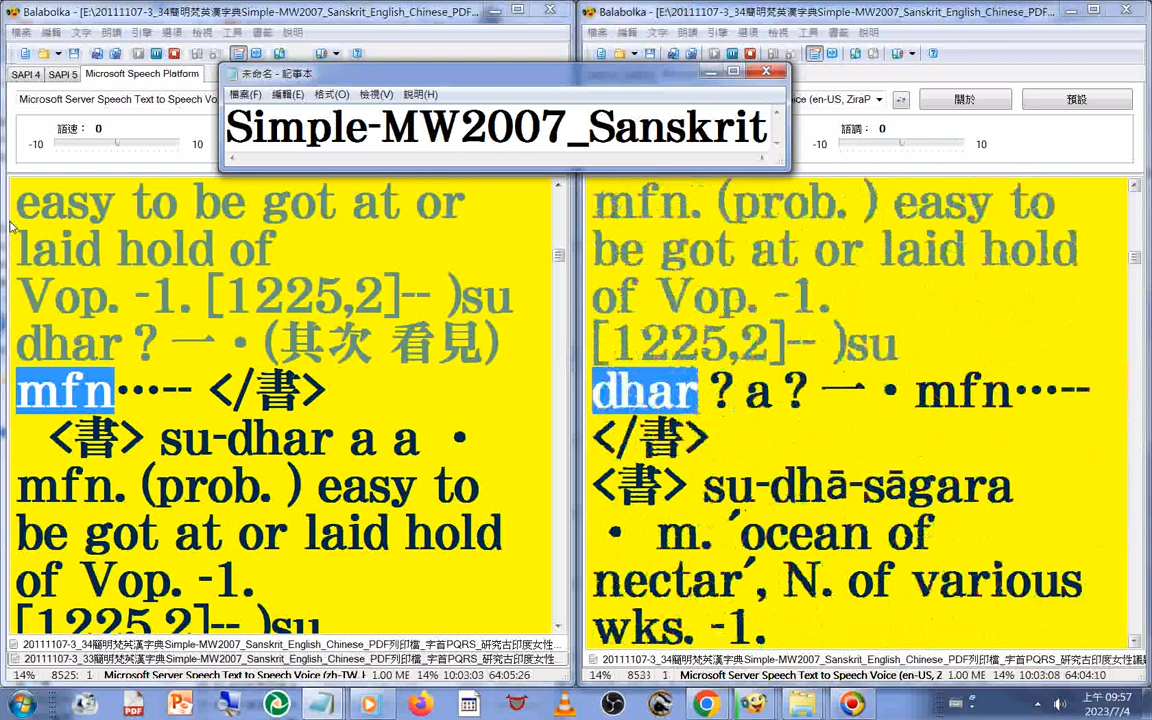 Balabolka - [E:\20111107-3_34簡明梵英漢字典Simple-MW2007_Sanskrit_English_Chinese_PDF...
檔案 編輯 文字 朗讀 引擎 選項 檢視 工具 書籤 說明
SAPI 4 SAPI 5 Microsoft Speech Platform
Microsoft Server Speech Text to Speech Vo
語速： 0
-10 10
easy to be got at or
laid hold of
Vop. -1. [1225,2]-- )su
dhar？一・(其次 看見)
mfn…-- </書>
<書> su-dhar a a ・
mfn. (prob. ) easy to
be got at or laid hold
of Vop. -1.
[1225,2]-- )su
20111107-3_34簡明梵英漢字典Simple-MW2007_Sanskrit_English_Chinese_PDF列印檔_字首PQRS_研究古印度女性...
20111107-3_33簡明梵英漢字典Simple-MW2007_Sanskrit_English_Chinese_PDF列印檔_字首PQRS_研究古印度女性...
14% 8525: 1 Microsoft Server Speech Text to Speech Voice (zh-TW, 1.00 MB 10:03:03 64:05:26
未命名 - 記事本
檔案(F) 編輯(E) 格式(O) 檢視(V) 說明(H)
Simple-MW2007_Sanskrit
Balabolka - [E:\20111107-3_34簡明梵英漢字典Simple-MW2007_Sanskrit_English_Chinese_PDF...
檔案 編輯 文字 朗讀 引擎 選項 檢視 工具 書籤 說明
ice (en-US, ZiraP 關於 預設
語調： 0
-10 10
mfn. (prob. ) easy to
be got at or laid hold
of Vop. -1.
[1225,2]-- )su
dhar？a？一・mfn…--
</書>
<書> su-dhā-sāgara
・ m. ′ocean of
nectar′, N. of various
wks. -1.
20111107-3_34簡明梵英漢字典Simple-MW2007_Sanskrit_English_Chinese_PDF列印檔_字首PQRS_研究古印度女性議
14% 8533 1 Microsoft Server Speech Text to Speech Voice (en-US, Z 1.00 MB 10:03:08 64:04:10
上午 09:57
2023/7/4